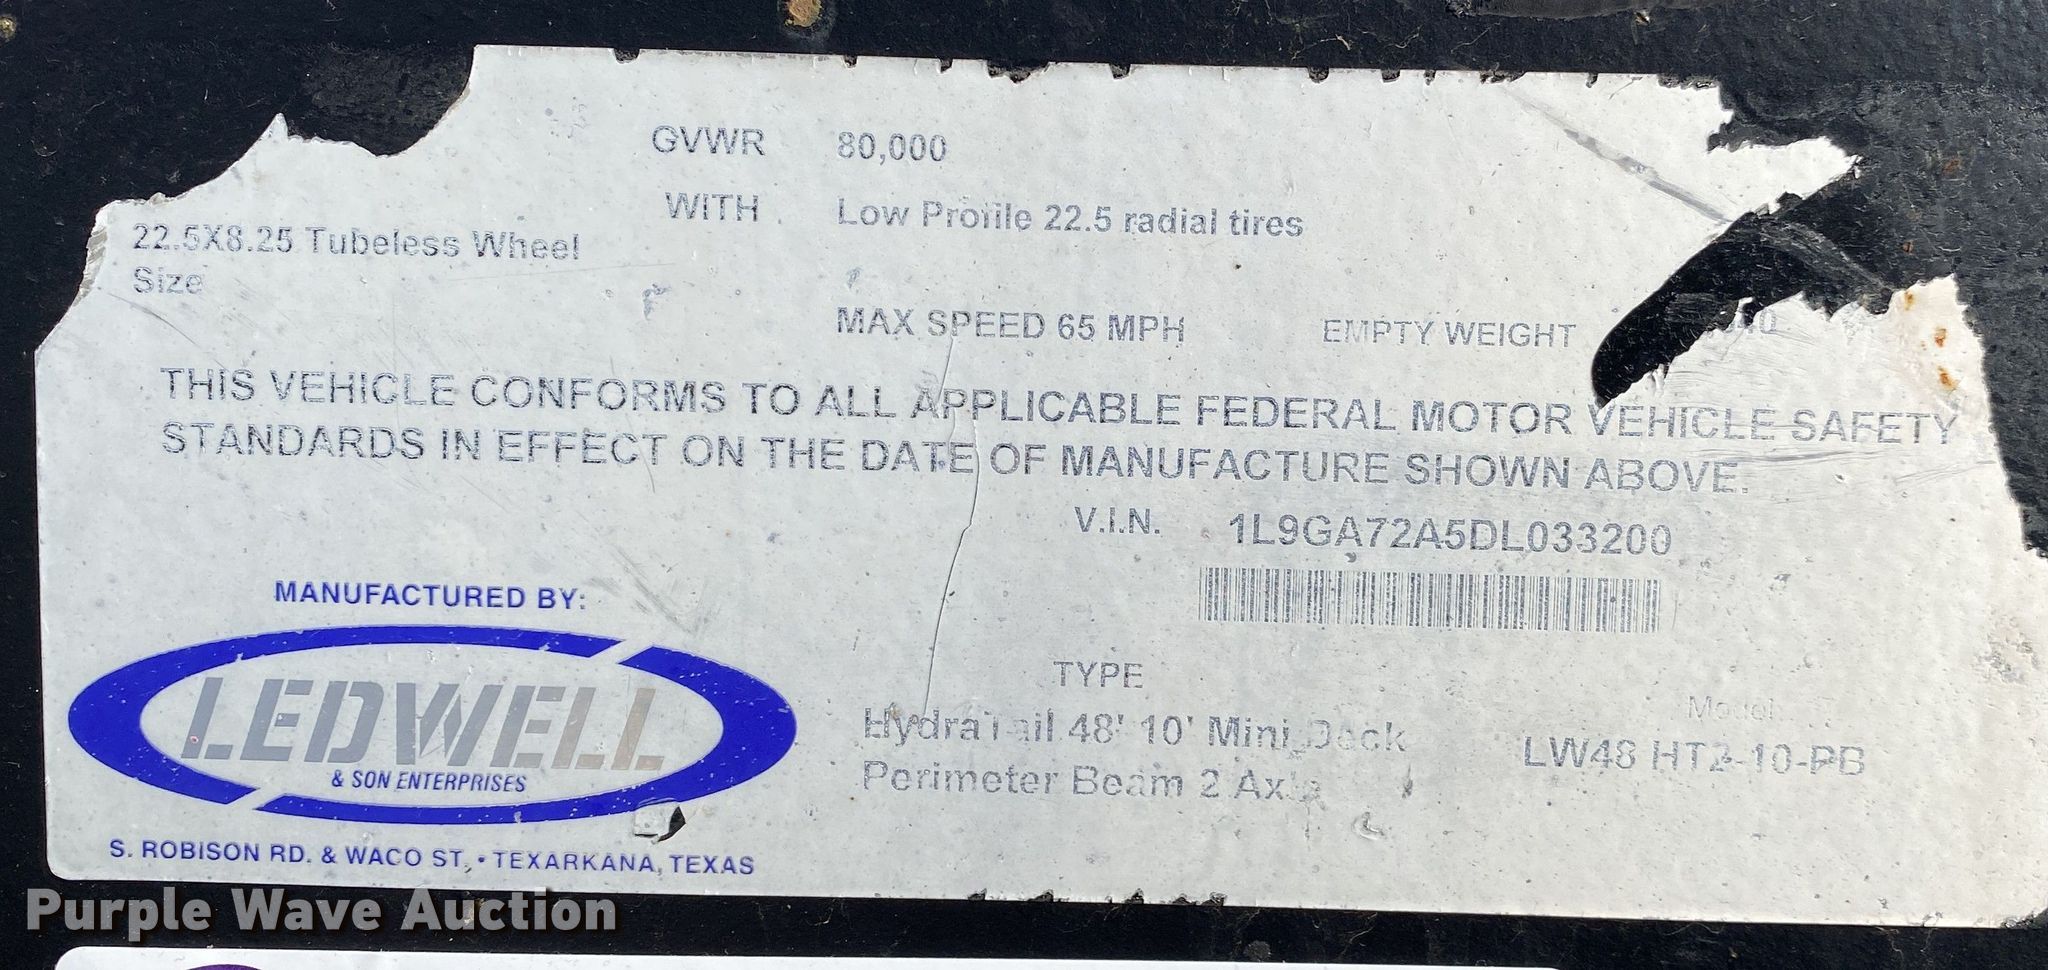 GVWR 80,000
WITH Low Profile 22.5 radial tires
22.5X8.25 Tubeless Wheel
Size
MAX SPEED 65 MPH EMPTY WEIGHT
THIS VEHICLE CONFORMS TO ALL APPLICABLE FEDERAL MOTOR VEHICLE SAFETY
STANDARDS IN EFFECT ON THE DATE OF MANUFACTURE SHOWN ABOVE.
V.I.N. 1L9GA72A5DL033200
MANUFACTURED BY:
LEDWELL
& SON ENTERPRISES
S. ROBISON RD. & WACO ST. • TEXARKANA, TEXAS
TYPE
HydraTail 48' 10' Mini Deck
Perimeter Beam 2 Axle
Model
LW48 HT2-10-PB
Purple Wave Auction